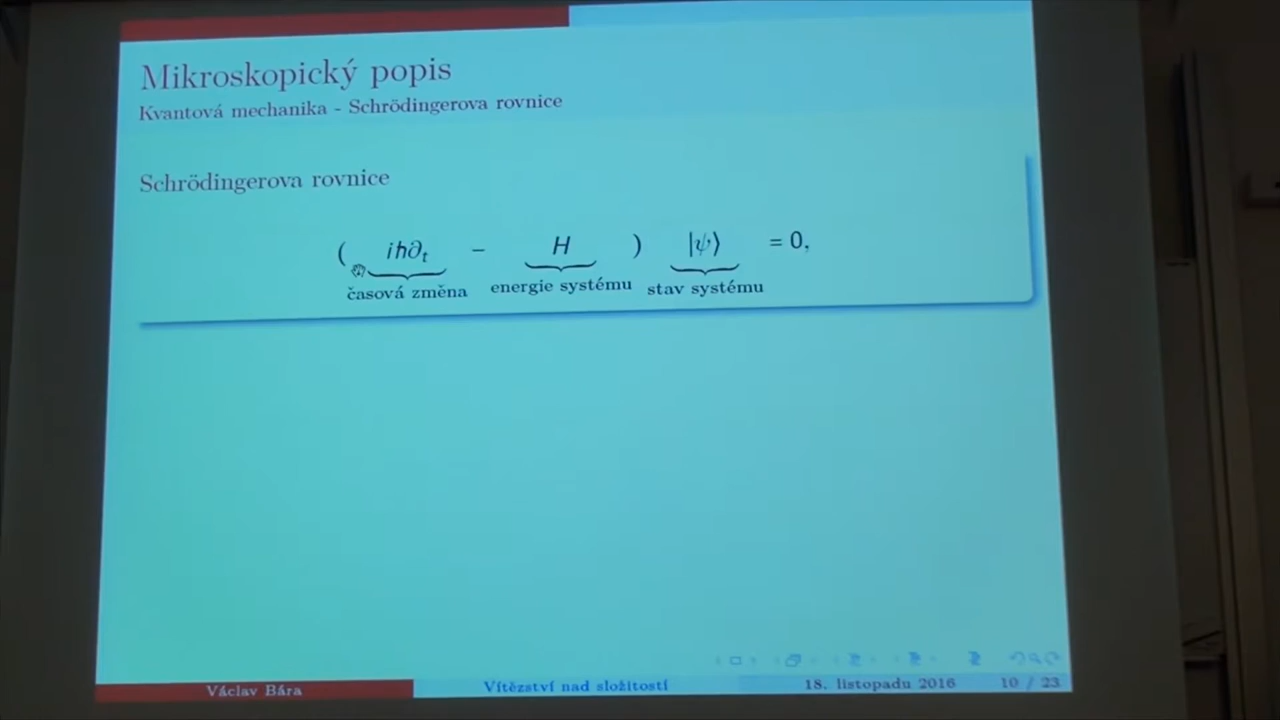 Mikroskopický popis
Kvantová mechanika - Schrödingerova rovnice
Schrödingerova rovnice
( iħ∂ₜ − H ) |ψ⟩ = 0,
časová změna energie systému stav systému
Václav Bára Vítězství nad složitostí 18. listopadu 2016 10 / 23